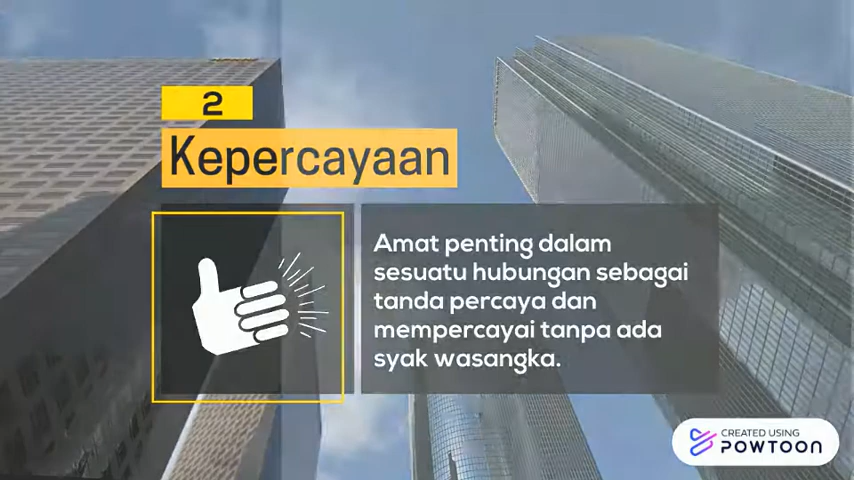 2
Kepercayaan
Amat penting dalam
sesuatu hubungan sebagai
tanda percaya dan
mempercayai tanpa ada
syak wasangka.
CREATED USING
POWTOON